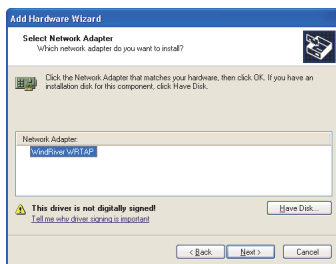 Add Hardware Wizard
Select Network Adapter
Which network adapter do you want to install?
Click the Network Adapter that matches your hardware, then click OK. If you have an
installation disk for this component, click Have Disk.
Network Adapter:
WindRiver WRTAP
This driver is not digitally signed!
Have Disk...
Tell me why driver signing is important
< Back
Next >
Cancel